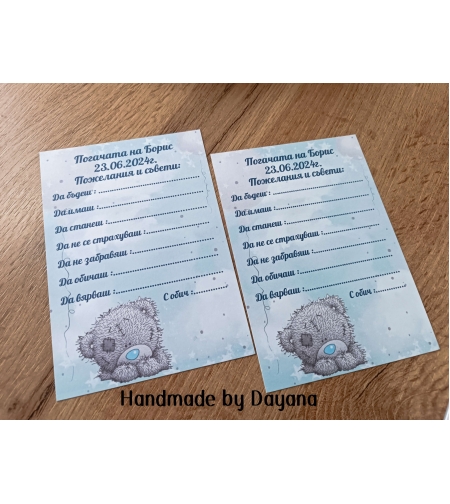 Погачата на Борис
23.06.2024г.
Пожелания и съвети:
Да бъдеш :
Да имаш :
Да станеш :
Да не се страхуваш :
Да не забравяш :
Да обичаш :
Да вярваш :
С обич :
Погачата на Борис
23.06.2024г.
Пожелания и съвети:
Да бъдеш :
Да имаш :
Да станеш :
Да не се страхуваш :
Да не забравяш :
Да обичаш :
Да вярваш :
С обич :
Handmade by Dayana